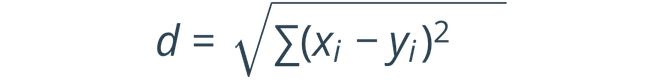 d = √∑(xᵢ − yᵢ)²